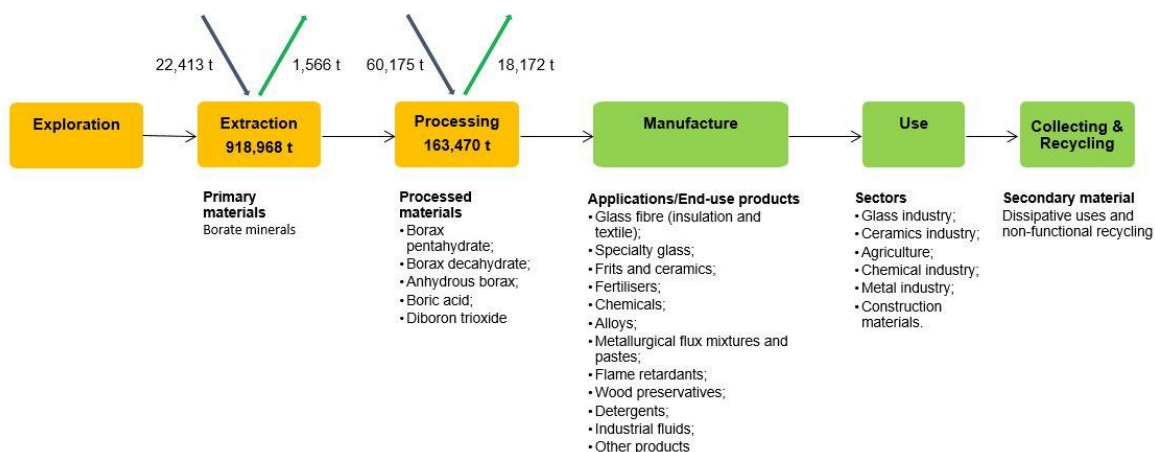 22,413 t
1,566 t
60,175 t
18,172 t
Exploration
Extraction
918,968 t
Processing
163,470 t
Manufacture
Use
Collecting &
Recycling
Primary
materials
Borate minerals
Processed
materials
• Borax
pentahydrate;
• Borax decahydrate;
• Anhydrous borax;
• Boric acid;
• Diboron trioxide
Applications/End-use products
• Glass fibre (insulation and
textile);
• Specialty glass;
• Frits and ceramics;
• Fertilisers;
• Chemicals;
• Alloys;
• Metallurgical flux mixtures and
pastes;
• Flame retardants;
• Wood preservatives;
• Detergents;
• Industrial fluids;
• Other products
Sectors
• Glass industry;
• Ceramics industry;
• Agriculture;
• Chemical industry;
• Metal industry;
• Construction
materials.
Secondary material
Dissipative uses and
non-functional recycling